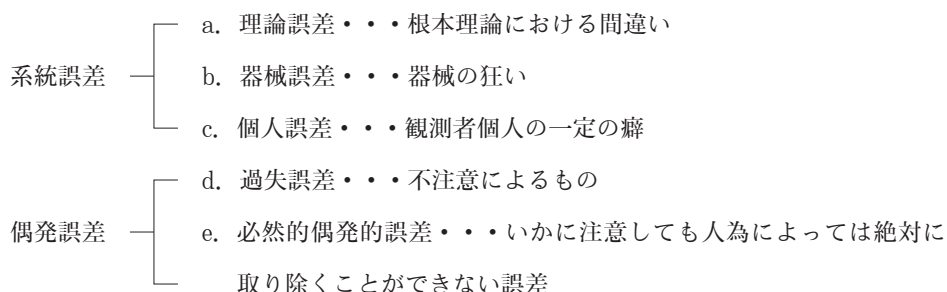 a. 理論誤差・・・根本理論における間違い
系統誤差 b. 器械誤差・・・器械の狂い
c. 個人誤差・・・観測者個人の一定の癖
d. 過失誤差・・・不注意によるもの
偶発誤差 e. 必然的偶発的誤差・・・いかに注意しても人為によっては絶対に
取り除くことができない誤差